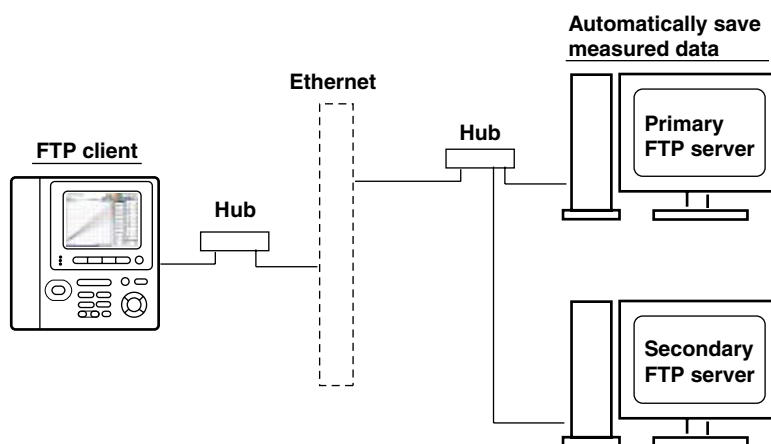 Automatically save
measured data
Ethernet
Hub
Primary
FTP server
FTP client
Hub
Secondary
FTP server